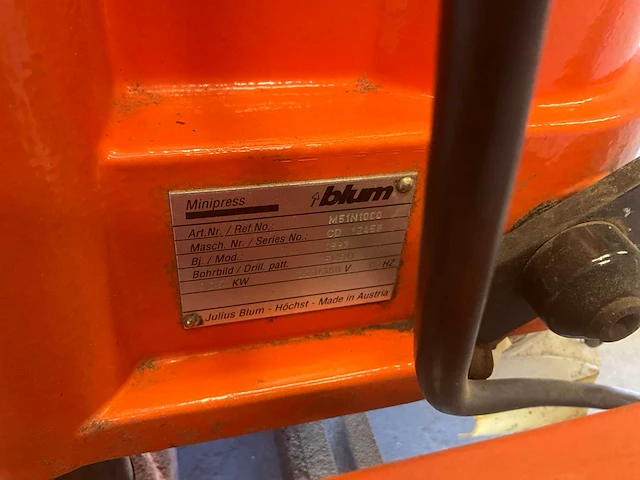 Minipress blum
Art.Nr. / Ref.No.: M51N1000
Masch. Nr. / Series No.: CD
Bj. / Mod.:
Bohrbild / Drill. patt.
KW V HZ
Julius Blum - Höchst - Made in Austria